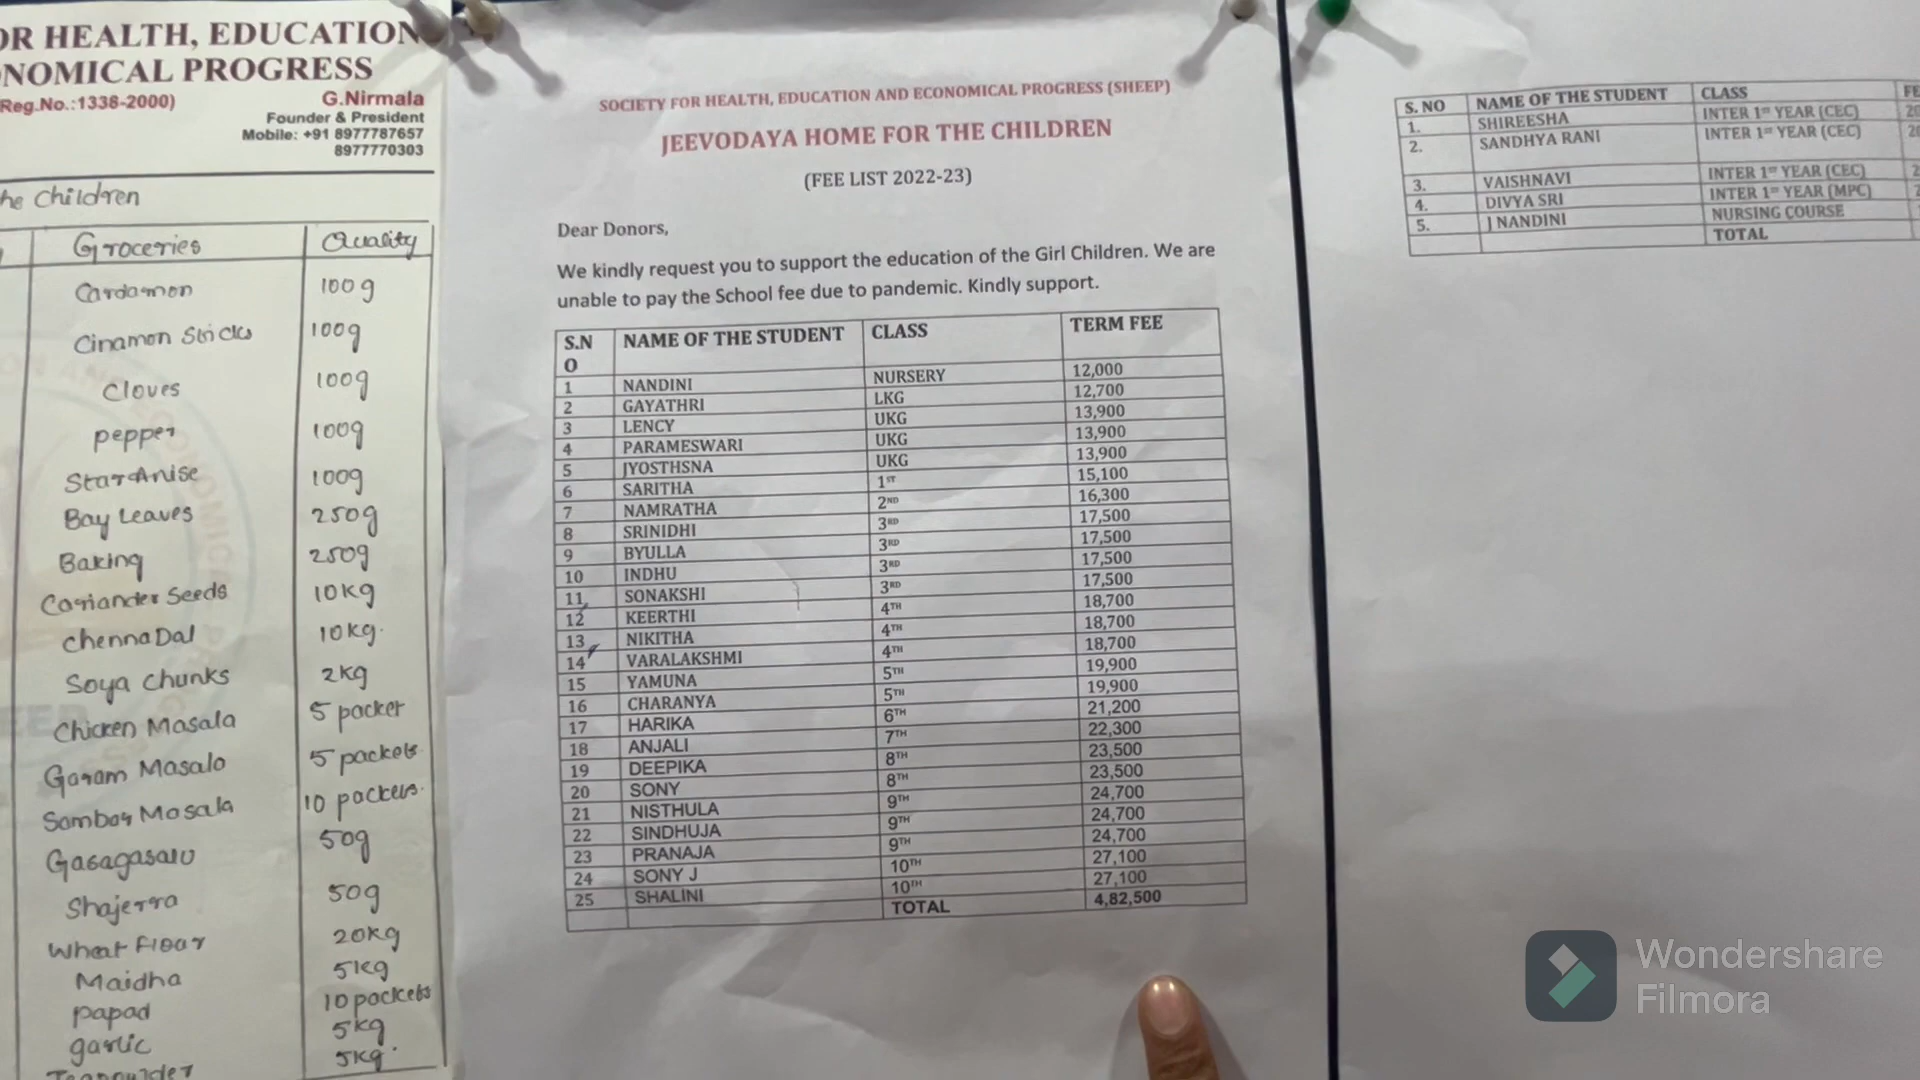 OR HEALTH, EDUCATION
NOMICAL PROGRESS
Reg.No.:1338-2000)
G.Nirmala
Founder & President
Mobile: +91 8977787657
8977770303
he Children
Groceries Quality
Cardamon 100g
Cinamon Sticks 100g
Cloves 100g
pepper 100g
Star Anise 100g
Bay Leaves 250g
Baking 250g
Coriander Seeds 10Kg
Chenna Dal 10Kg.
Soya Chunks 2Kg
Chicken Masala 5 packet
Garam Masala 5 packets.
Sambar Masala 10 packets.
Gasagasalu 50g
Shajerra 50g
Wheat Floar 20Kg
Maidha 5Kg
papad 10 packets
garlic 5Kg
5Kg.
SOCIETY FOR HEALTH, EDUCATION AND ECONOMICAL PROGRESS (SHEEP)
JEEVODAYA HOME FOR THE CHILDREN
(FEE LIST 2022-23)
Dear Donors,
We kindly request you to support the education of the Girl Children. We are
unable to pay the School fee due to pandemic. Kindly support.
S.NO NAME OF THE STUDENT CLASS TERM FEE
1 NANDINI NURSERY 12,000
2 GAYATHRI LKG 12,700
3 LENCY UKG 13,900
4 PARAMESWARI UKG 13,900
5 JYOSTHSNA UKG 13,900
6 SARITHA 1ST 15,100
7 NAMRATHA 2ND 16,300
8 SRINIDHI 3RD 17,500
9 BYULLA 3RD 17,500
10 INDHU 3RD 17,500
11 SONAKSHI 3RD 17,500
12 KEERTHI 4TH 18,700
13 NIKITHA 4TH 18,700
14 VARALAKSHMI 4TH 18,700
15 YAMUNA 5TH 19,900
16 CHARANYA 5TH 19,900
17 HARIKA 6TH 21,200
18 ANJALI 7TH 22,300
19 DEEPIKA 8TH 23,500
20 SONY 8TH 23,500
21 NISTHULA 9TH 24,700
22 SINDHUJA 9TH 24,700
23 PRANAJA 9TH 24,700
24 SONY J 10TH 27,100
25 SHALINI 10TH 27,100
TOTAL 4,82,500
S. NO NAME OF THE STUDENT CLASS FE
1. SHIREESHA INTER 1ST YEAR (CEC) 20
2. SANDHYA RANI INTER 1ST YEAR (CEC) 20
3. VAISHNAVI INTER 1ST YEAR (CEC) 2
4. DIVYA SRI INTER 1ST YEAR (MPC)
5. J NANDINI NURSING COURSE
TOTAL
Wondershare
Filmora